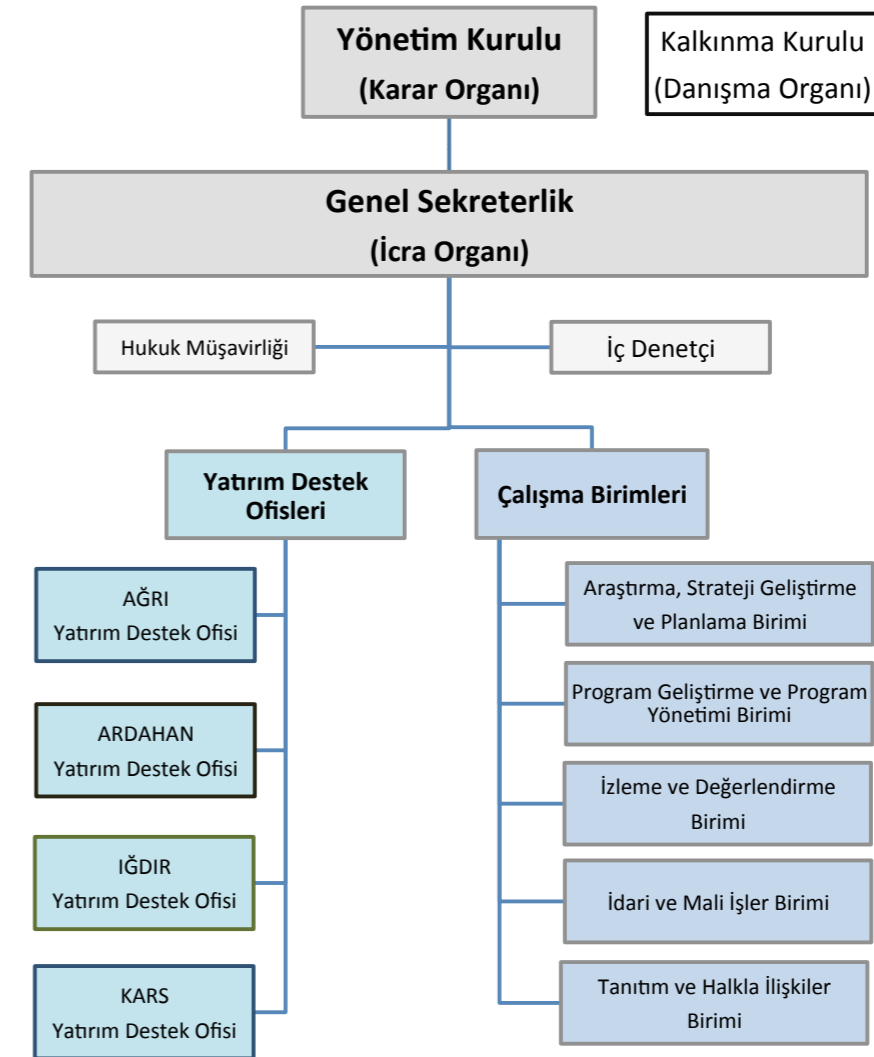 Yönetim Kurulu
(Karar Organı)
Kalkınma Kurulu
(Danışma Organı)
Genel Sekreterlik
(İcra Organı)
Hukuk Müşavirliği
İç Denetçi
Yatırım Destek
Ofisleri
Çalışma Birimleri
AĞRI
Yatırım Destek Ofisi
ARDAHAN
Yatırım Destek Ofisi
IĞDIR
Yatırım Destek Ofisi
KARS
Yatırım Destek Ofisi
Araştırma, Strateji Geliştirme
ve Planlama Birimi
Program Geliştirme ve Program
Yönetimi Birimi
İzleme ve Değerlendirme
Birimi
İdari ve Mali İşler Birimi
Tanıtım ve Halkla İlişkiler
Birimi